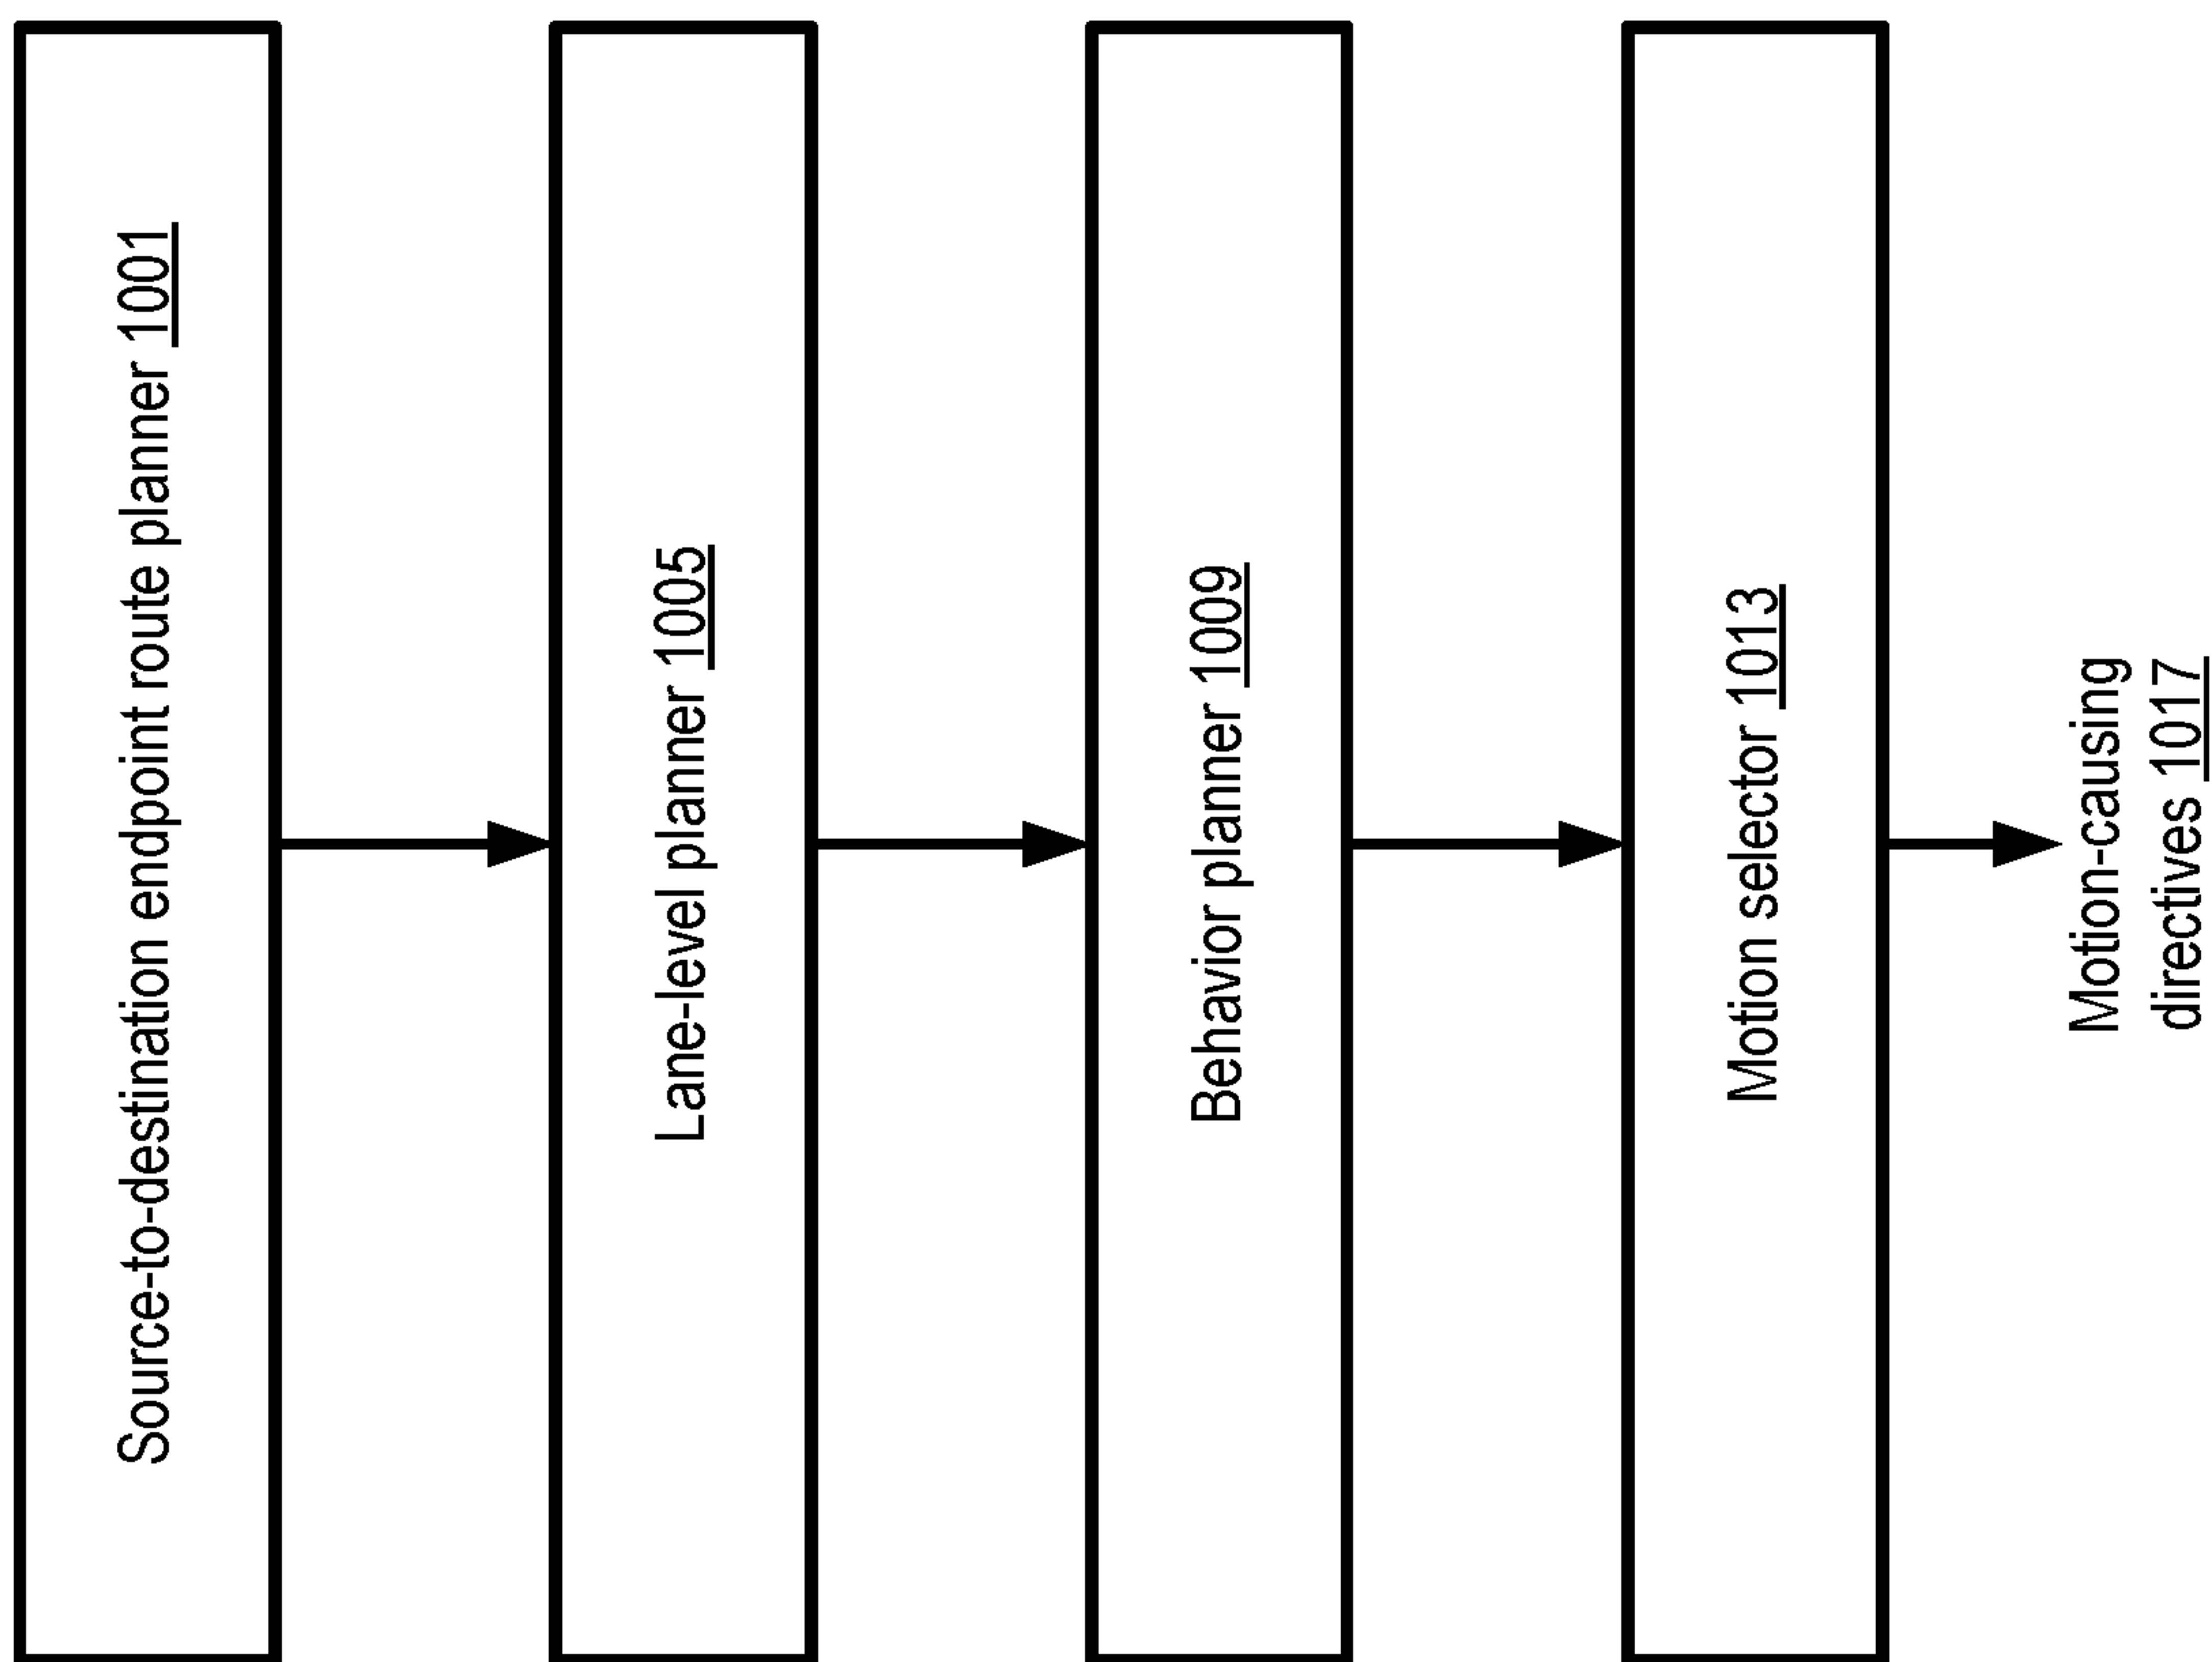 Source-to-destination endpoint route planner 1001
Lane-level planner 1005
Behavior planner 1009
Motion selector 1013
Motion-causing
directives 1017